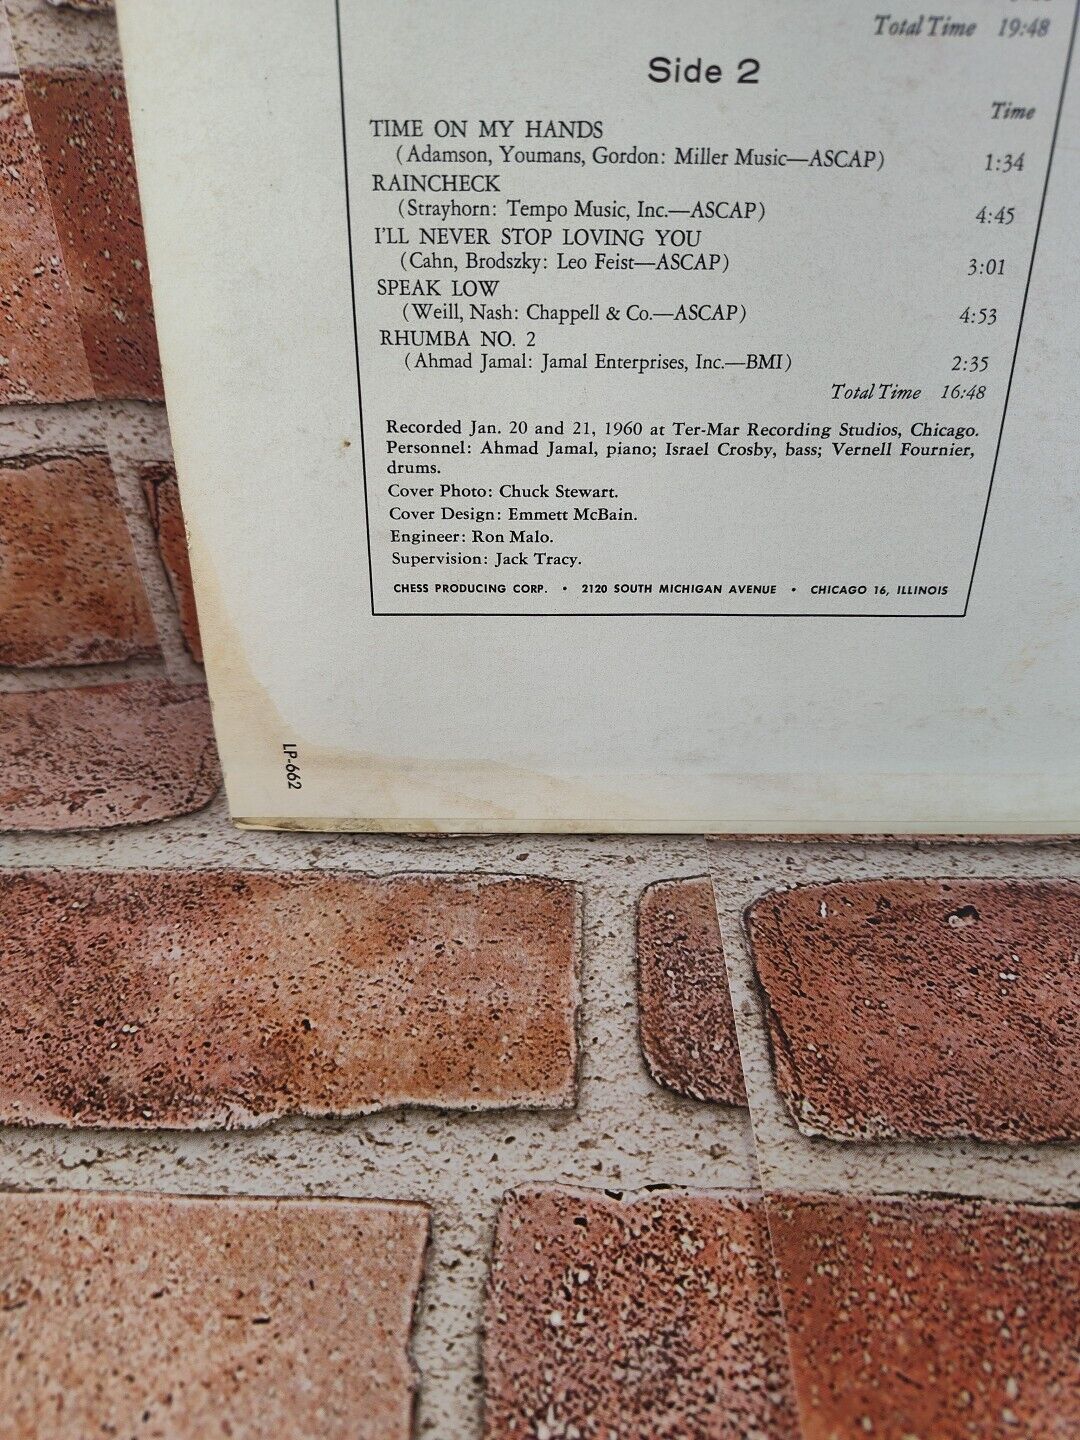 Total Time 19:48
Side 2
Time
TIME ON MY HANDS
(Adamson, Youmans, Gordon: Miller Music—ASCAP) 1:34
RAINCHECK
(Strayhorn: Tempo Music, Inc.—ASCAP) 4:45
I'LL NEVER STOP LOVING YOU
(Cahn, Brodszky: Leo Feist—ASCAP) 3:01
SPEAK LOW
(Weill, Nash: Chappell & Co.—ASCAP) 4:53
RHUMBA NO. 2
(Ahmad Jamal: Jamal Enterprises, Inc.—BMI) 2:35
Total Time 16:48
Recorded Jan. 20 and 21, 1960 at Ter-Mar Recording Studios, Chicago.
Personnel: Ahmad Jamal, piano; Israel Crosby, bass; Vernell Fournier,
drums.
Cover Photo: Chuck Stewart.
Cover Design: Emmett McBain.
Engineer: Ron Malo.
Supervision: Jack Tracy.
CHESS PRODUCING CORP. • 2120 SOUTH MICHIGAN AVENUE • CHICAGO 16, ILLINOIS
LP-662